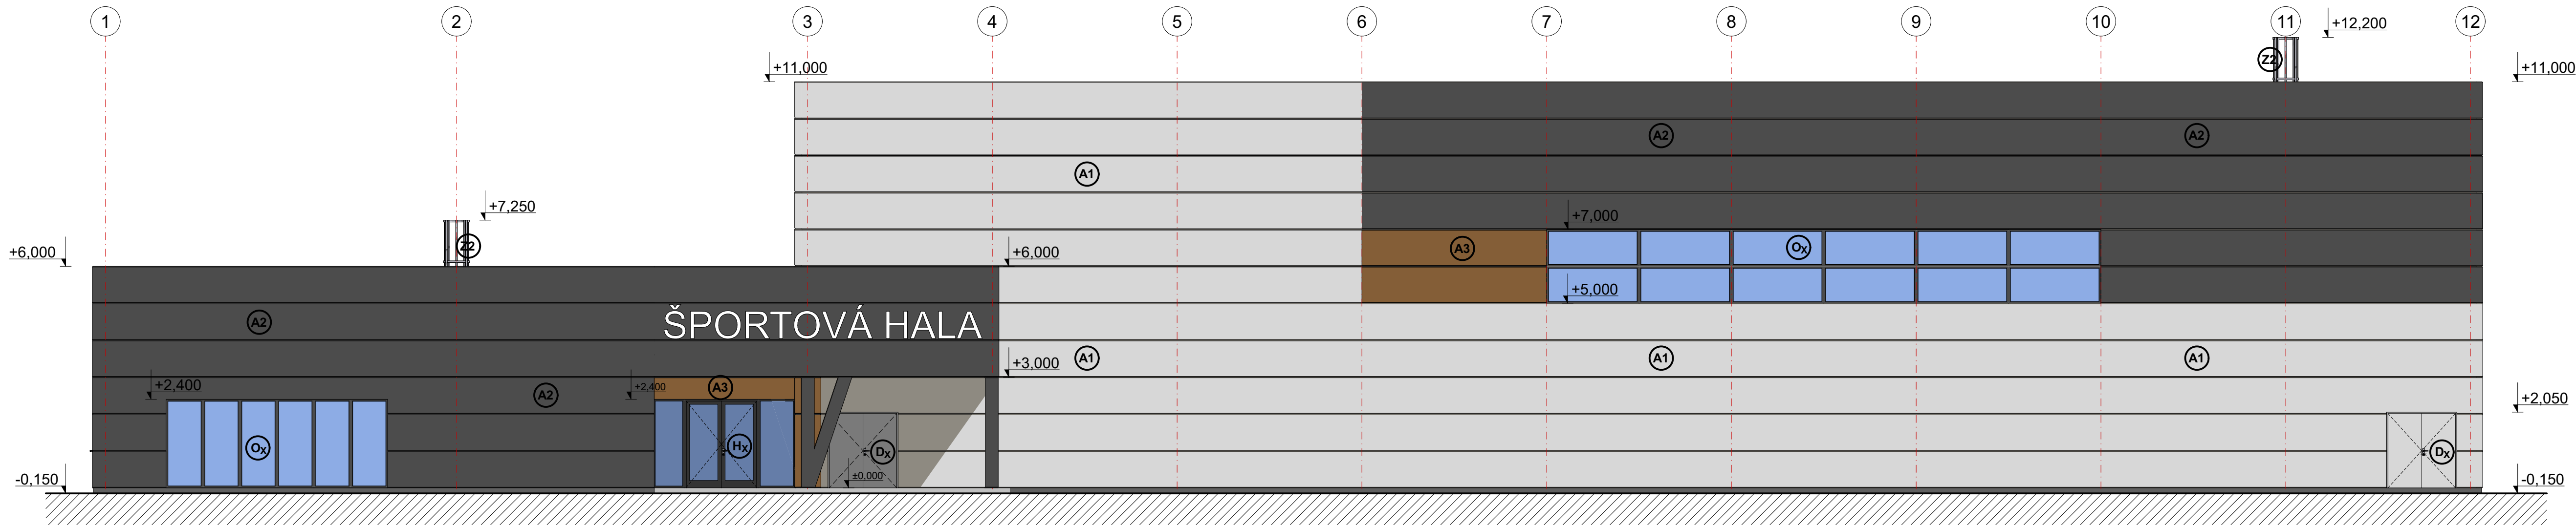 1 2 3 4 5 6 7 8 9 10 11 12
+12,200
Z2
+11,000 +11,000
A2 A2
A1
+7,250
+7,000
Z2 A3 OX
+6,000 +6,000
+5,000
A2 ŠPORTOVÁ HALA
A1 A1 A1
+3,000
+2,400 A2 +2,400 A3
+2,050
OX HX DX DX
±0,000
-0,150 -0,150